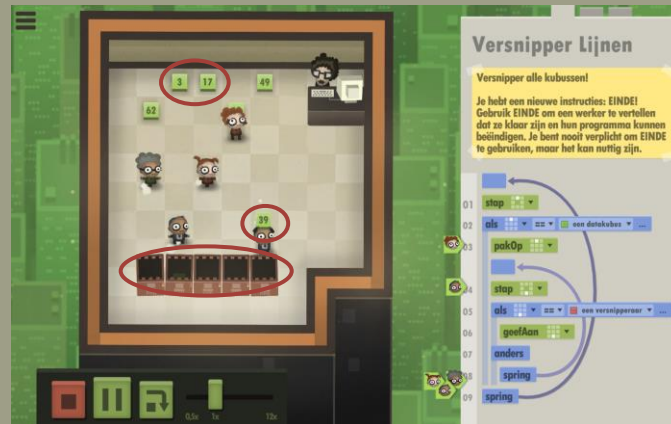 Versnipper Lijnen
Versnipper alle kubussen!
Je hebt een nieuwe instructies: EINDE!
Gebruik EINDE om een werker te vertellen
dat ze klaar zijn en hun programma kunnen
beëindigen. Je bent nooit verplicht om EINDE
te gebruiken, maar het kan nuttig zijn.
3 17 49
62
39
01 stap
02 als == een datakubus ...
03 pakOp
04 stap
05 als == een versnipperaar ...
06 geefAan
07 anders
08 spring
09 spring
0,5x 1x 12x